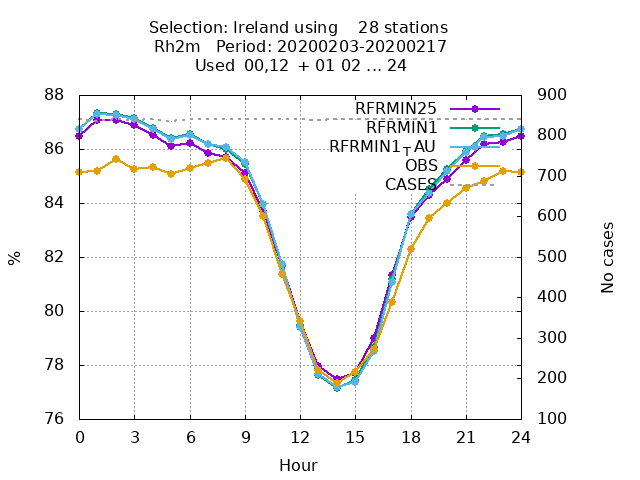 Selection: Ireland using    28 stations
Rh2m   Period: 20200203-20200217
Used  00,12  + 01 02 ... 24
RFRMIN25
RFRMIN1
RFRMIN1┬AU
OBS
CASES
88
86
84
82
80
78
76
%
900
800
700
600
500
400
300
200
100
No cases
0 3 6 9 12 15 18 21 24
Hour